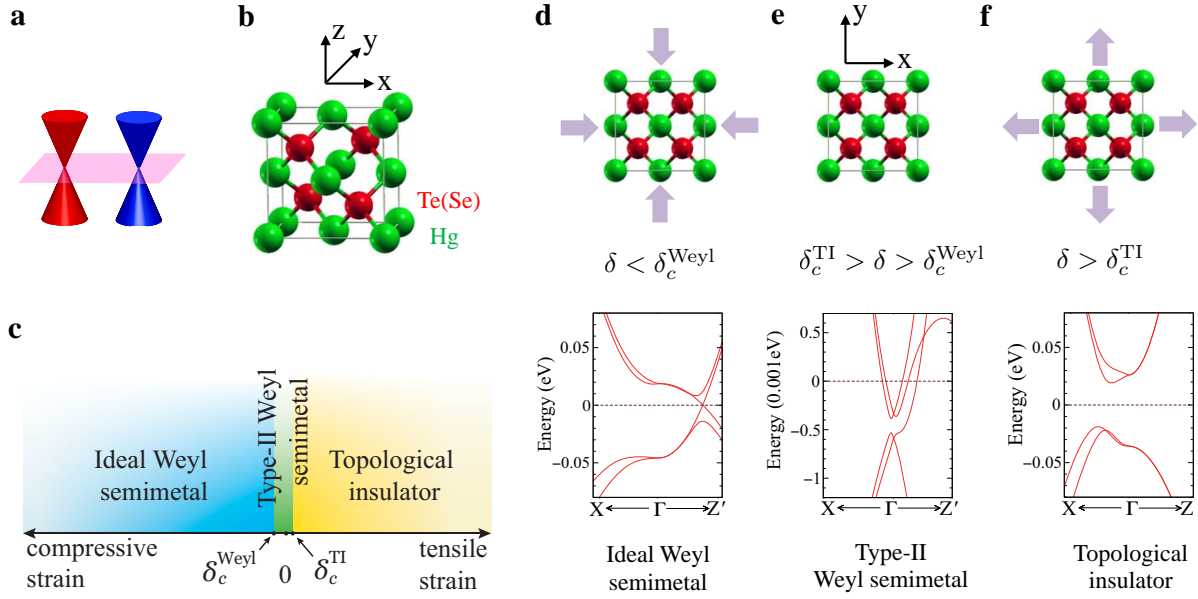 a
b
z
y
x
Te(Se)
Hg
c
Ideal Weyl
semimetal
Type-II Weyl
semimetal
Topological
insulator
compressive
strain
δ_c^Weyl
0
δ_c^TI
tensile
strain
d
δ < δ_c^Weyl
Energy (eV)
0.05
0
−0.05
X
Γ
Z′
Ideal Weyl
semimetal
e
y
x
δ_c^TI > δ > δ_c^Weyl
Energy (0.001eV)
0.5
0
−0.5
−1
X
Γ
Z′
Type-II
Weyl semimetal
f
δ > δ_c^TI
Energy (eV)
0.05
0
−0.05
X
Γ
Z
Topological
insulator